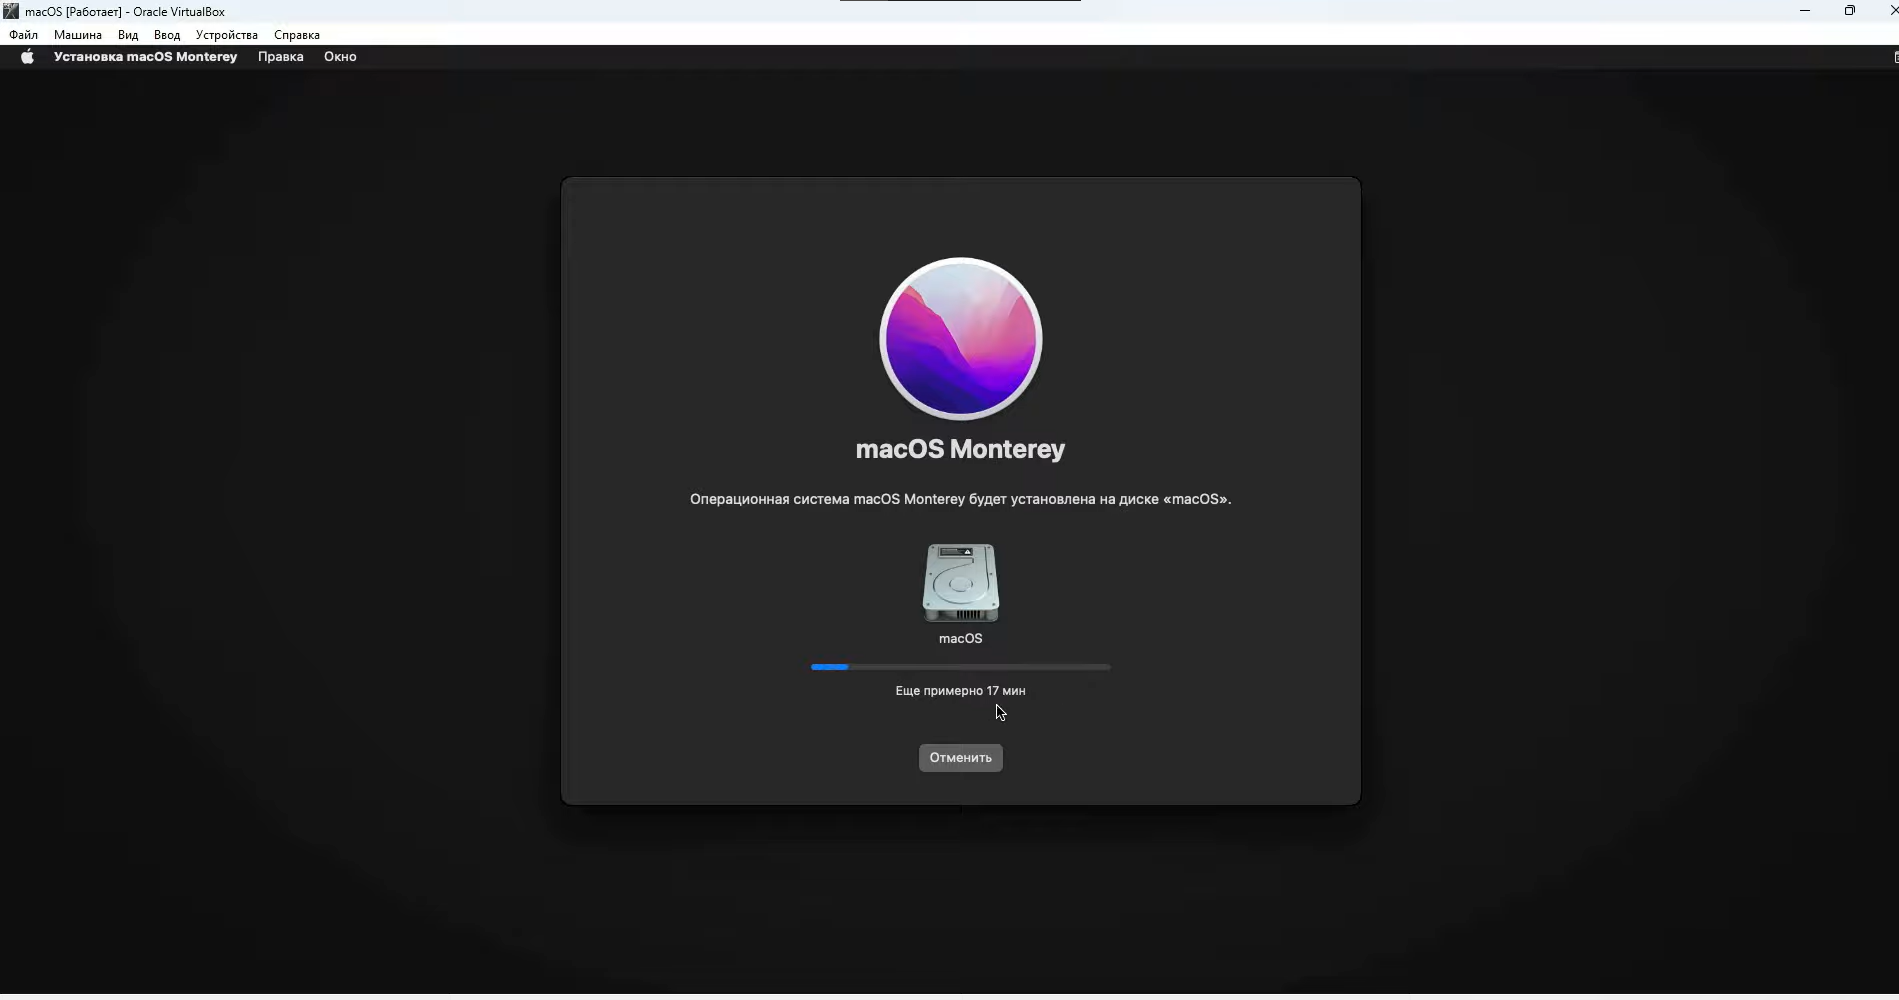 macOS [Работает] - Oracle VirtualBox
Файл Машина Вид Ввод Устройства Справка
Установка macOS Monterey Правка Окно
macOS Monterey
Операционная система macOS Monterey будет установлена на диске «macOS».
macOS
Еще примерно 17 мин
Отменить